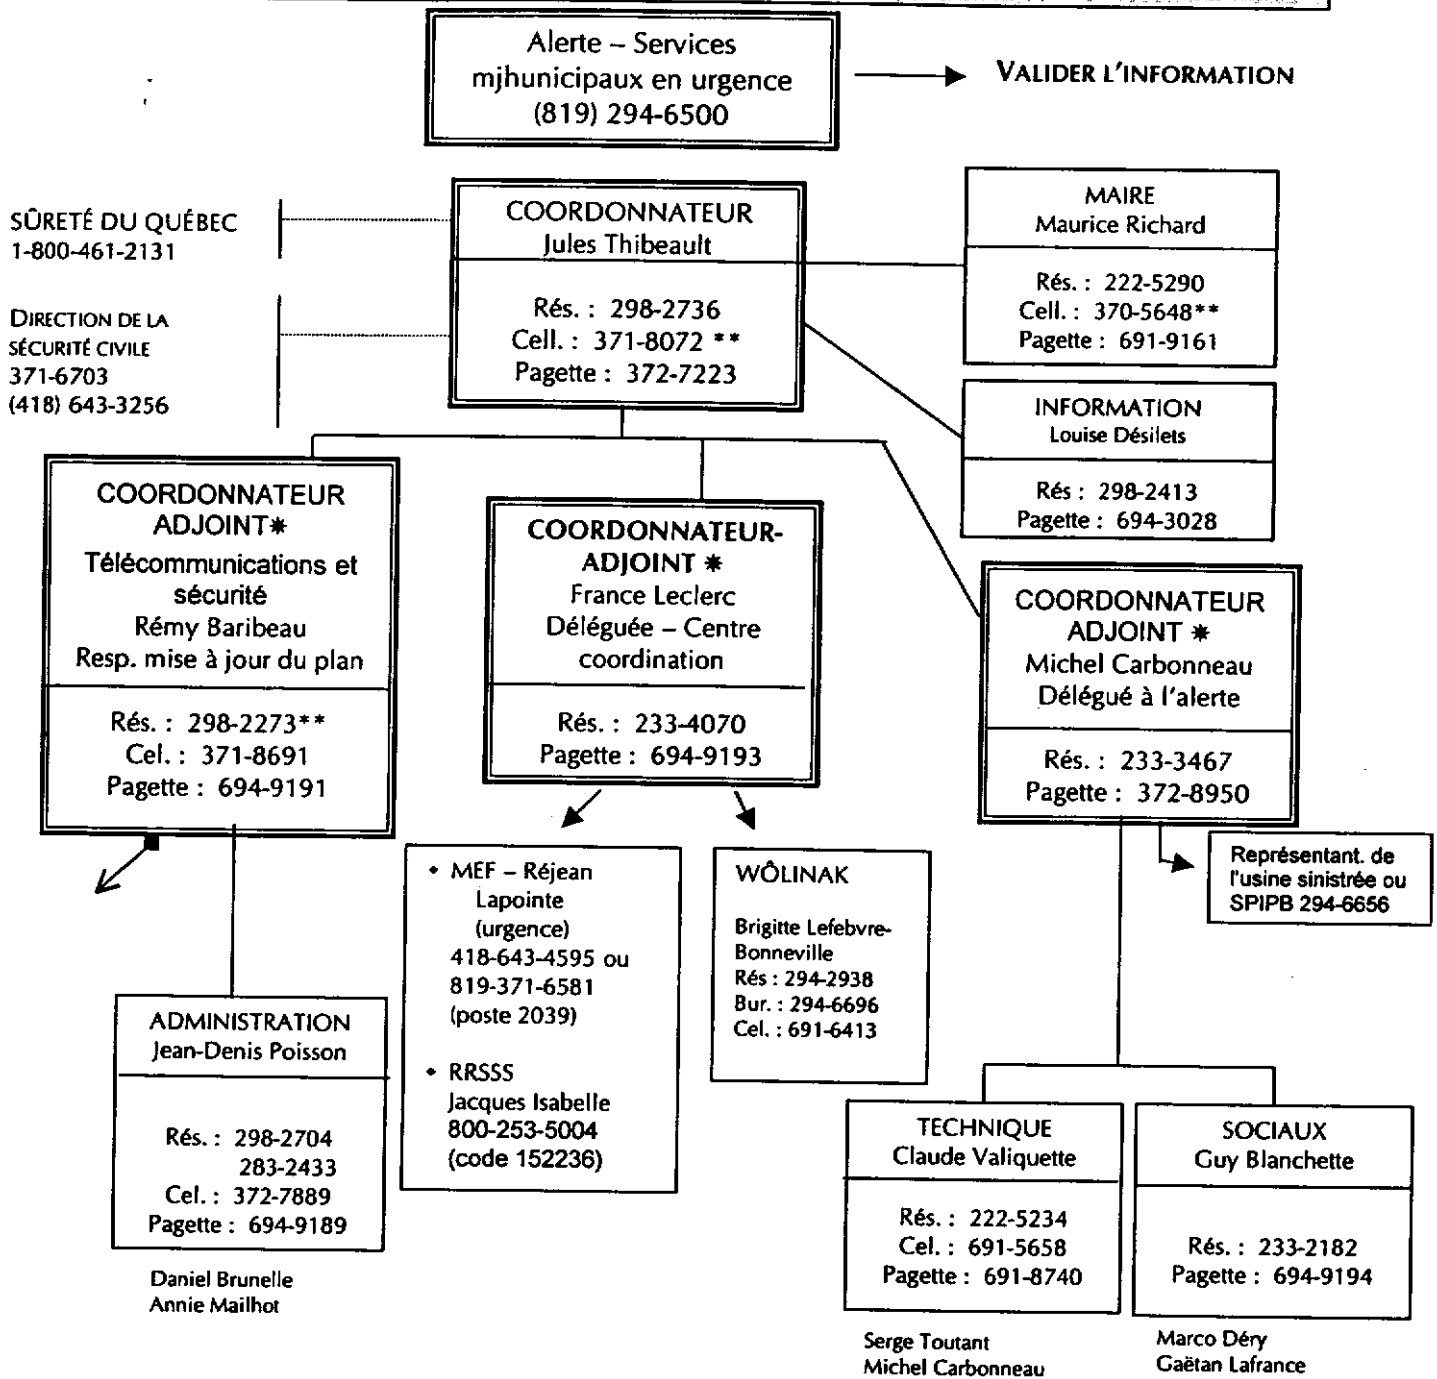 Alerte – Services
mjhunicipaux en urgence
(819) 294-6500
VALIDER L'INFORMATION
SÛRETÉ DU QUÉBEC
1-800-461-2131
DIRECTION DE LA
SÉCURITÉ CIVILE
371-6703
(418) 643-3256
COORDONNATEUR
Jules Thibeault
Rés. : 298-2736
Cell. : 371-8072 **
Pagette : 372-7223
MAIRE
Maurice Richard
Rés. : 222-5290
Cell. : 370-5648**
Pagette : 691-9161
INFORMATION
Louise Désilets
Rés : 298-2413
Pagette : 694-3028
COORDONNATEUR
ADJOINT*
Télécommunications et
sécurité
Rémy Baribeau
Resp. mise à jour du plan
Rés. : 298-2273**
Cel. : 371-8691
Pagette : 694-9191
COORDONNATEUR-
ADJOINT *
France Leclerc
Déléguée – Centre
coordination
Rés. : 233-4070
Pagette : 694-9193
COORDONNATEUR
ADJOINT *
Michel Carbonneau
Délégué à l'alerte
Rés. : 233-3467
Pagette : 372-8950
Représentant. de
l'usine sinistrée ou
SPIPB 294-6656
• MEF – Réjean
Lapointe
(urgence)
418-643-4595 ou
819-371-6581
(poste 2039)
• RRSSS
Jacques Isabelle
800-253-5004
(code 152236)
WÔLINAK
Brigitte Lefebvre-
Bonneville
Rés : 294-2938
Bur. : 294-6696
Cel. : 691-6413
ADMINISTRATION
Jean-Denis Poisson
Rés. : 298-2704
283-2433
Cel. : 372-7889
Pagette : 694-9189
Daniel Brunelle
Annie Mailhot
TECHNIQUE
Claude Valiquette
Rés. : 222-5234
Cel. : 691-5658
Pagette : 691-8740
Serge Toutant
Michel Carbonneau
SOCIAUX
Guy Blanchette
Rés. : 233-2182
Pagette : 694-9194
Marco Déry
Gaëtan Lafrance